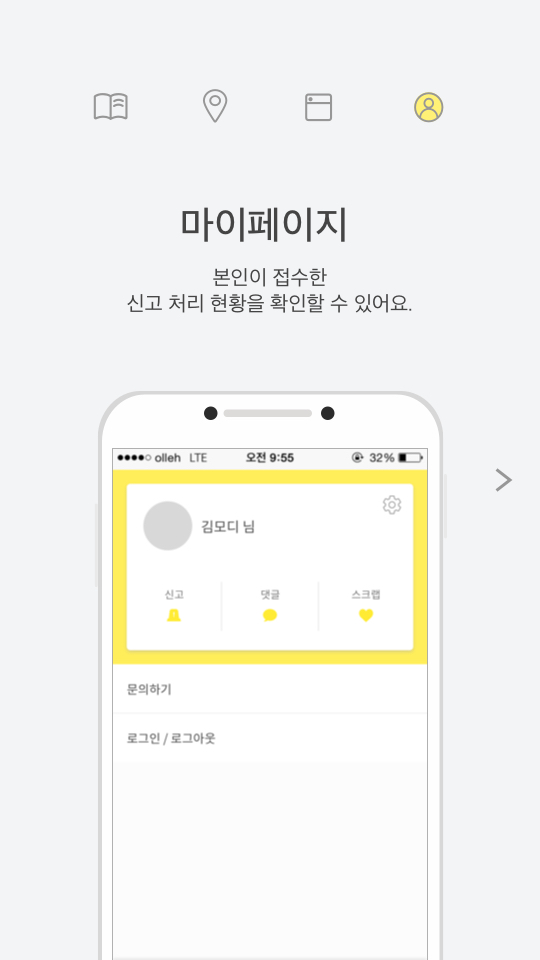 마이페이지
본인이 접수한
신고 처리 현황을 확인할 수 있어요.
olleh LTE 오전 9:55 32%
김모디 님
신고 댓글 스크랩
문의하기
로그인 / 로그아웃